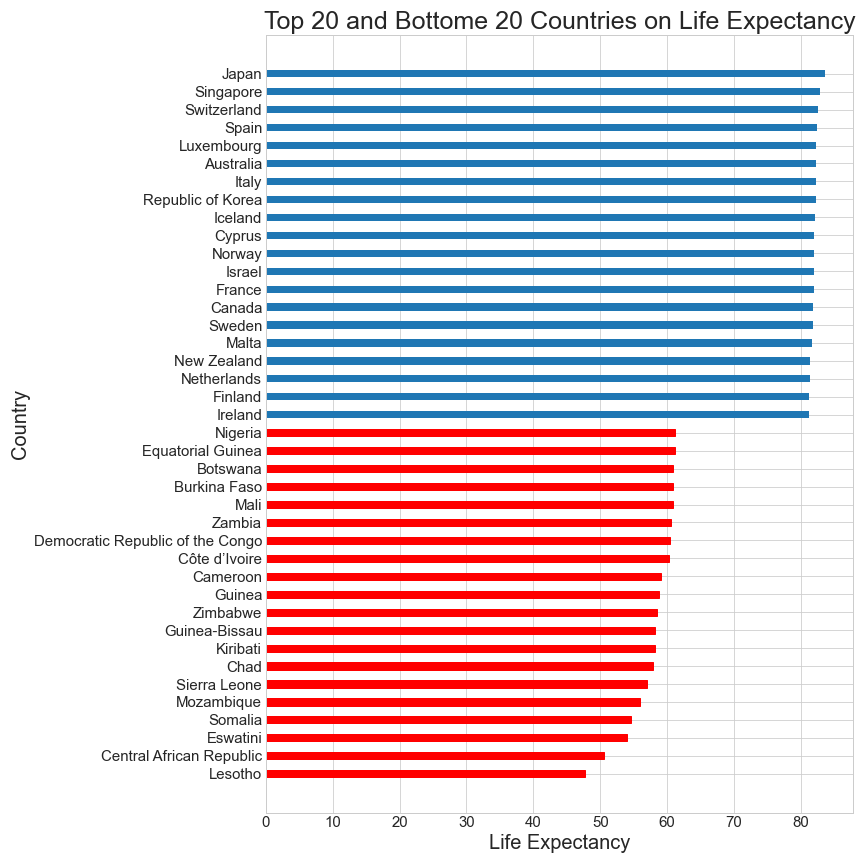 Top 20 and Bottome 20 Countries on Life Expectancy
Japan
Singapore
Switzerland
Spain
Luxembourg
Australia
Italy
Republic of Korea
Iceland
Cyprus
Norway
Israel
France
Canada
Sweden
Malta
New Zealand
Netherlands
Finland
Ireland
Nigeria
Equatorial Guinea
Botswana
Burkina Faso
Mali
Zambia
Democratic Republic of the Congo
Côte d’Ivoire
Cameroon
Guinea
Zimbabwe
Guinea-Bissau
Kiribati
Chad
Sierra Leone
Mozambique
Somalia
Eswatini
Central African Republic
Lesotho
Country
0 10 20 30 40 50 60 70 80
Life Expectancy